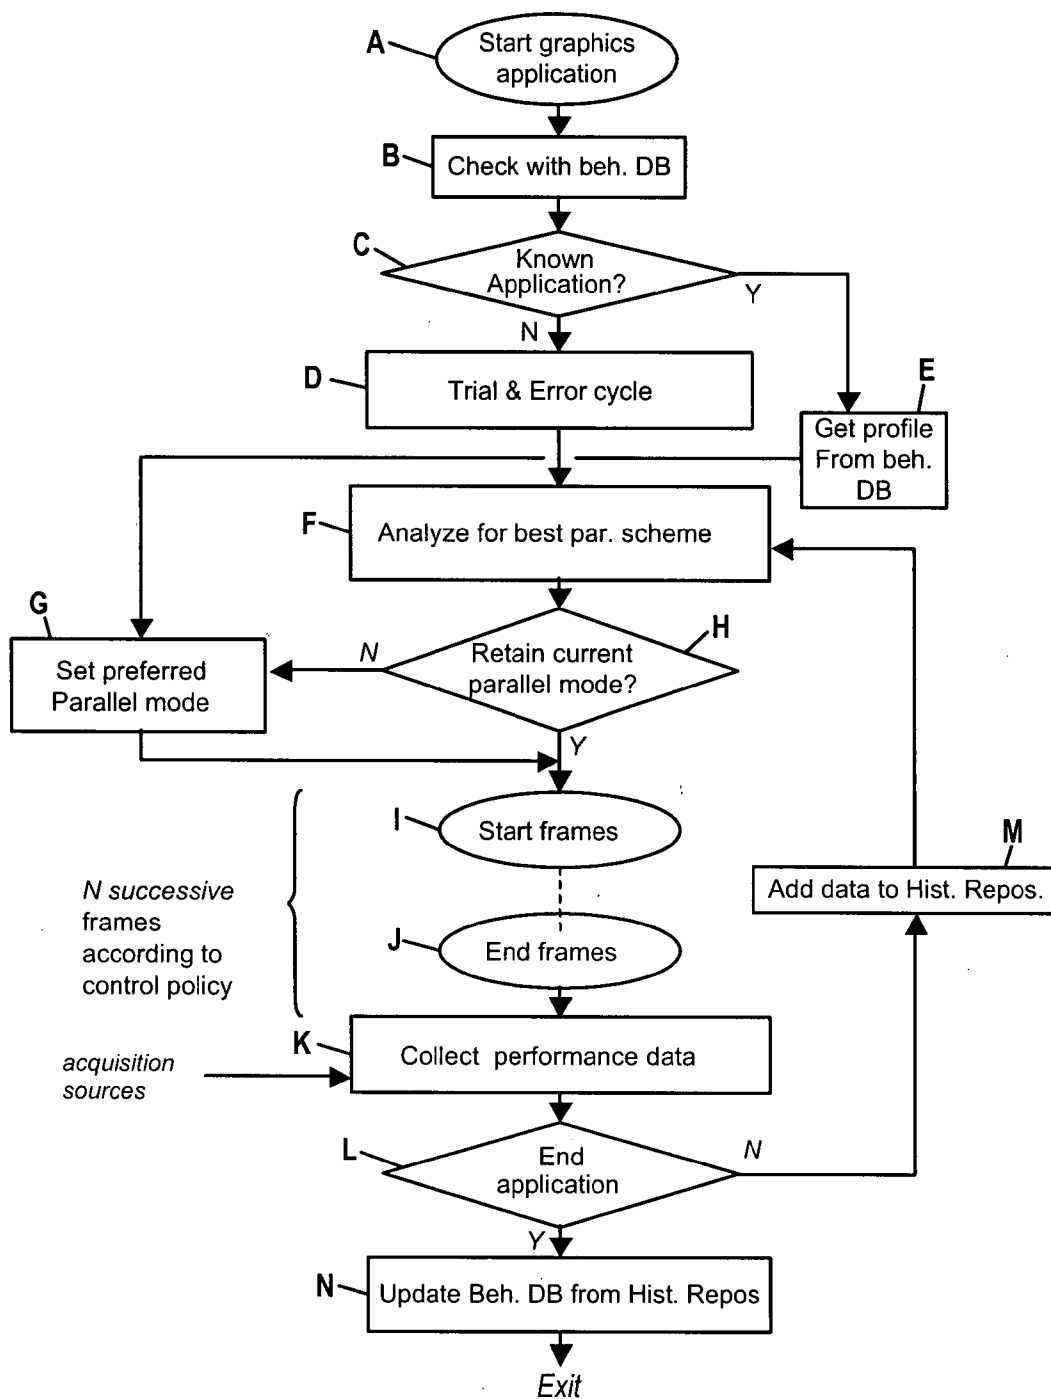 A
Start graphics
application
B
Check with beh. DB
C
Known
Application?
Y
N
D
Trial & Error cycle
E
Get profile
From beh.
DB
F
Analyze for best par. scheme
G
Set preferred
Parallel mode
N
H
Retain current
parallel mode?
Y
I
Start frames
M
Add data to Hist. Repos.
N successive
frames
according to
control policy
J
End frames
K
Collect performance data
acquisition
sources
L
End
application
N
Y
N
Update Beh. DB from Hist. Repos
Exit